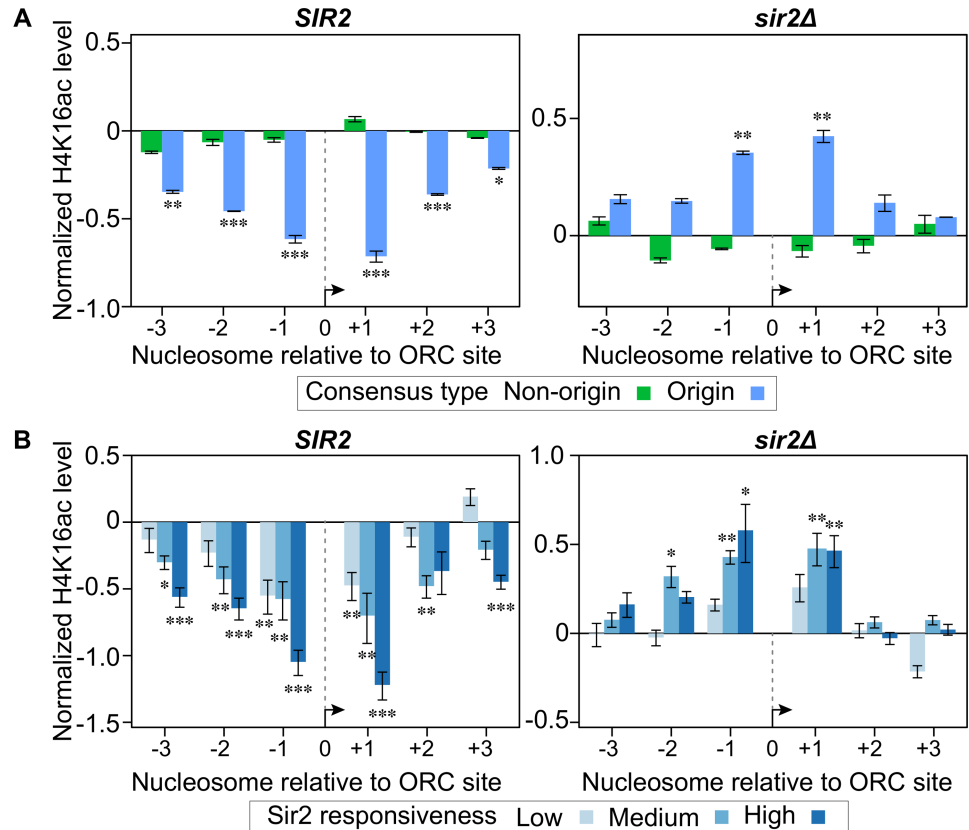 A
SIR2
sir2Δ
Normalized H4K16ac level
0.5
0
-0.5
-1.0
**
***
***
***
***
*
-3 -2 -1 0 +1 +2 +3
Nucleosome relative to ORC site
0.5
0
**
**
-3 -2 -1 0 +1 +2 +3
Nucleosome relative to ORC site
Consensus type Non-origin Origin
B
SIR2
sir2Δ
Normalized H4K16ac level
0.5
0
-0.5
-1.0
-1.5
*
***
**
***
**
**
***
**
**
***
**
***
-3 -2 -1 0 +1 +2 +3
Nucleosome relative to ORC site
1.0
0.5
0
-0.5
*
**
*
**
**
-3 -2 -1 0 +1 +2 +3
Nucleosome relative to ORC site
Sir2 responsiveness Low Medium High